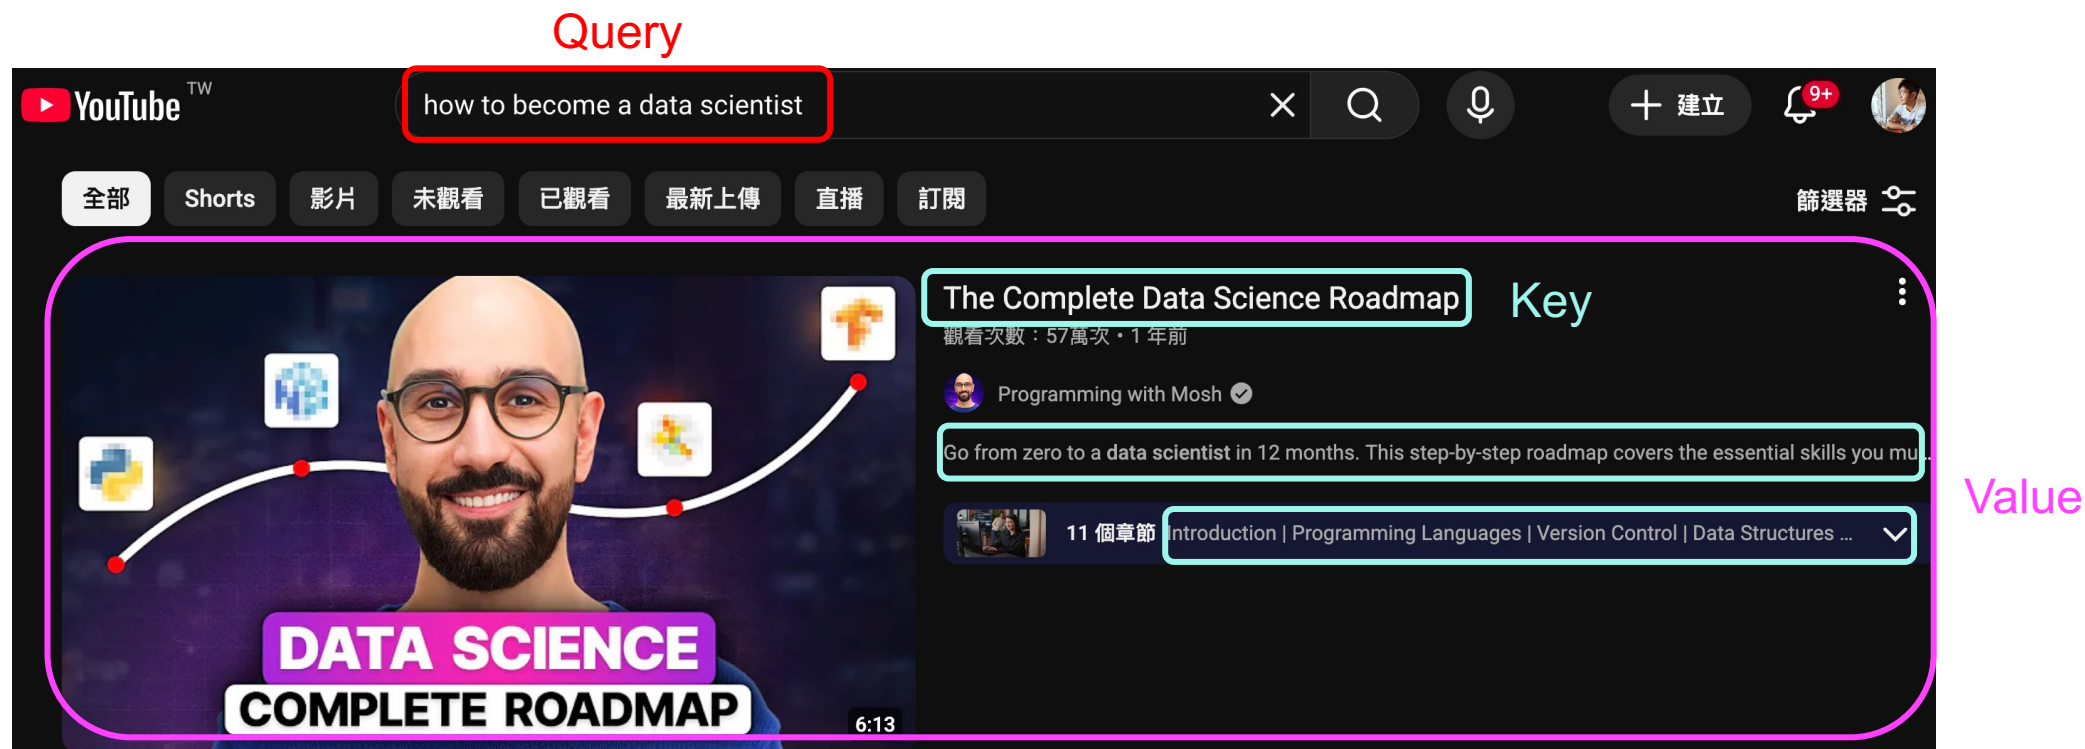 Query
YouTube TW
how to become a data scientist
建立
9+
全部 Shorts 影片 未觀看 已觀看 最新上傳 直播 訂閱 篩選器
The Complete Data Science Roadmap
Key
觀看次數：57萬次・1 年前
Programming with Mosh
Go from zero to a data scientist in 12 months. This step-by-step roadmap covers the essential skills you mu...
11 個章節 Introduction | Programming Languages | Version Control | Data Structures ...
Value
DATA SCIENCE
COMPLETE ROADMAP
6:13